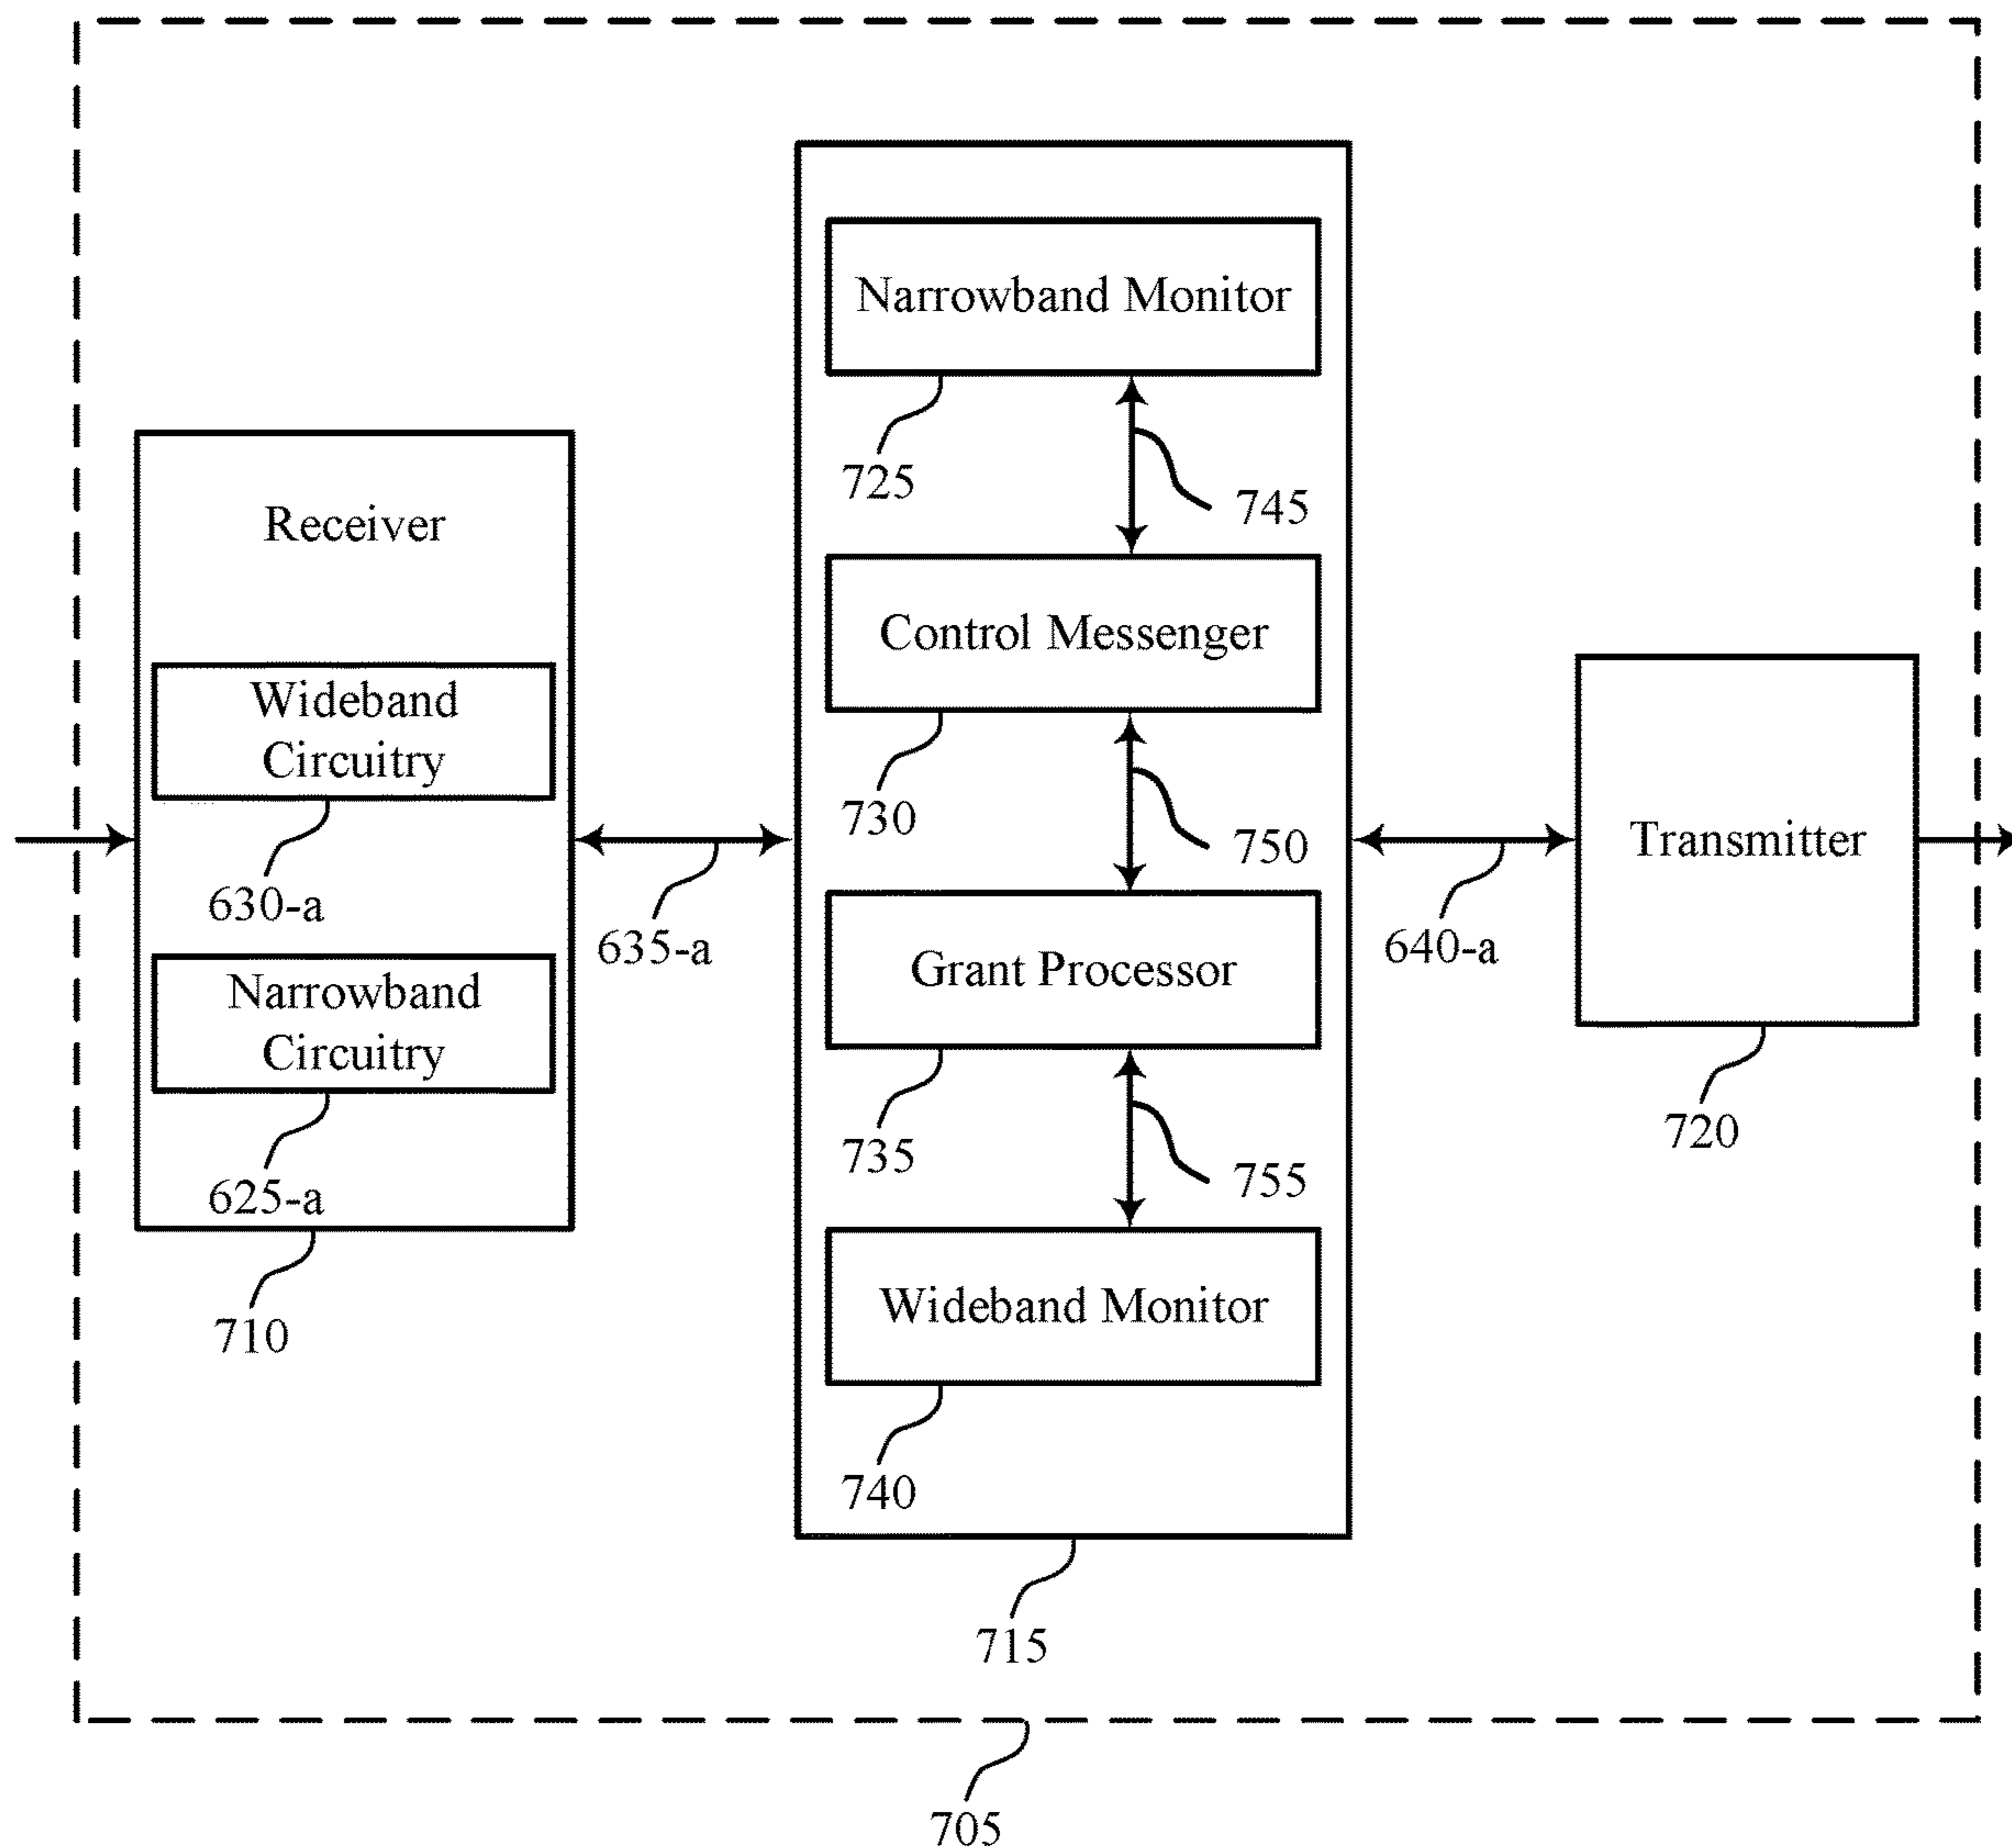 Receiver
Wideband
Circuitry
630-a
Narrowband
Circuitry
625-a
710
635-a
Narrowband Monitor
725
745
Control Messenger
730
750
Grant Processor
735
755
Wideband Monitor
740
715
640-a
Transmitter
720
705